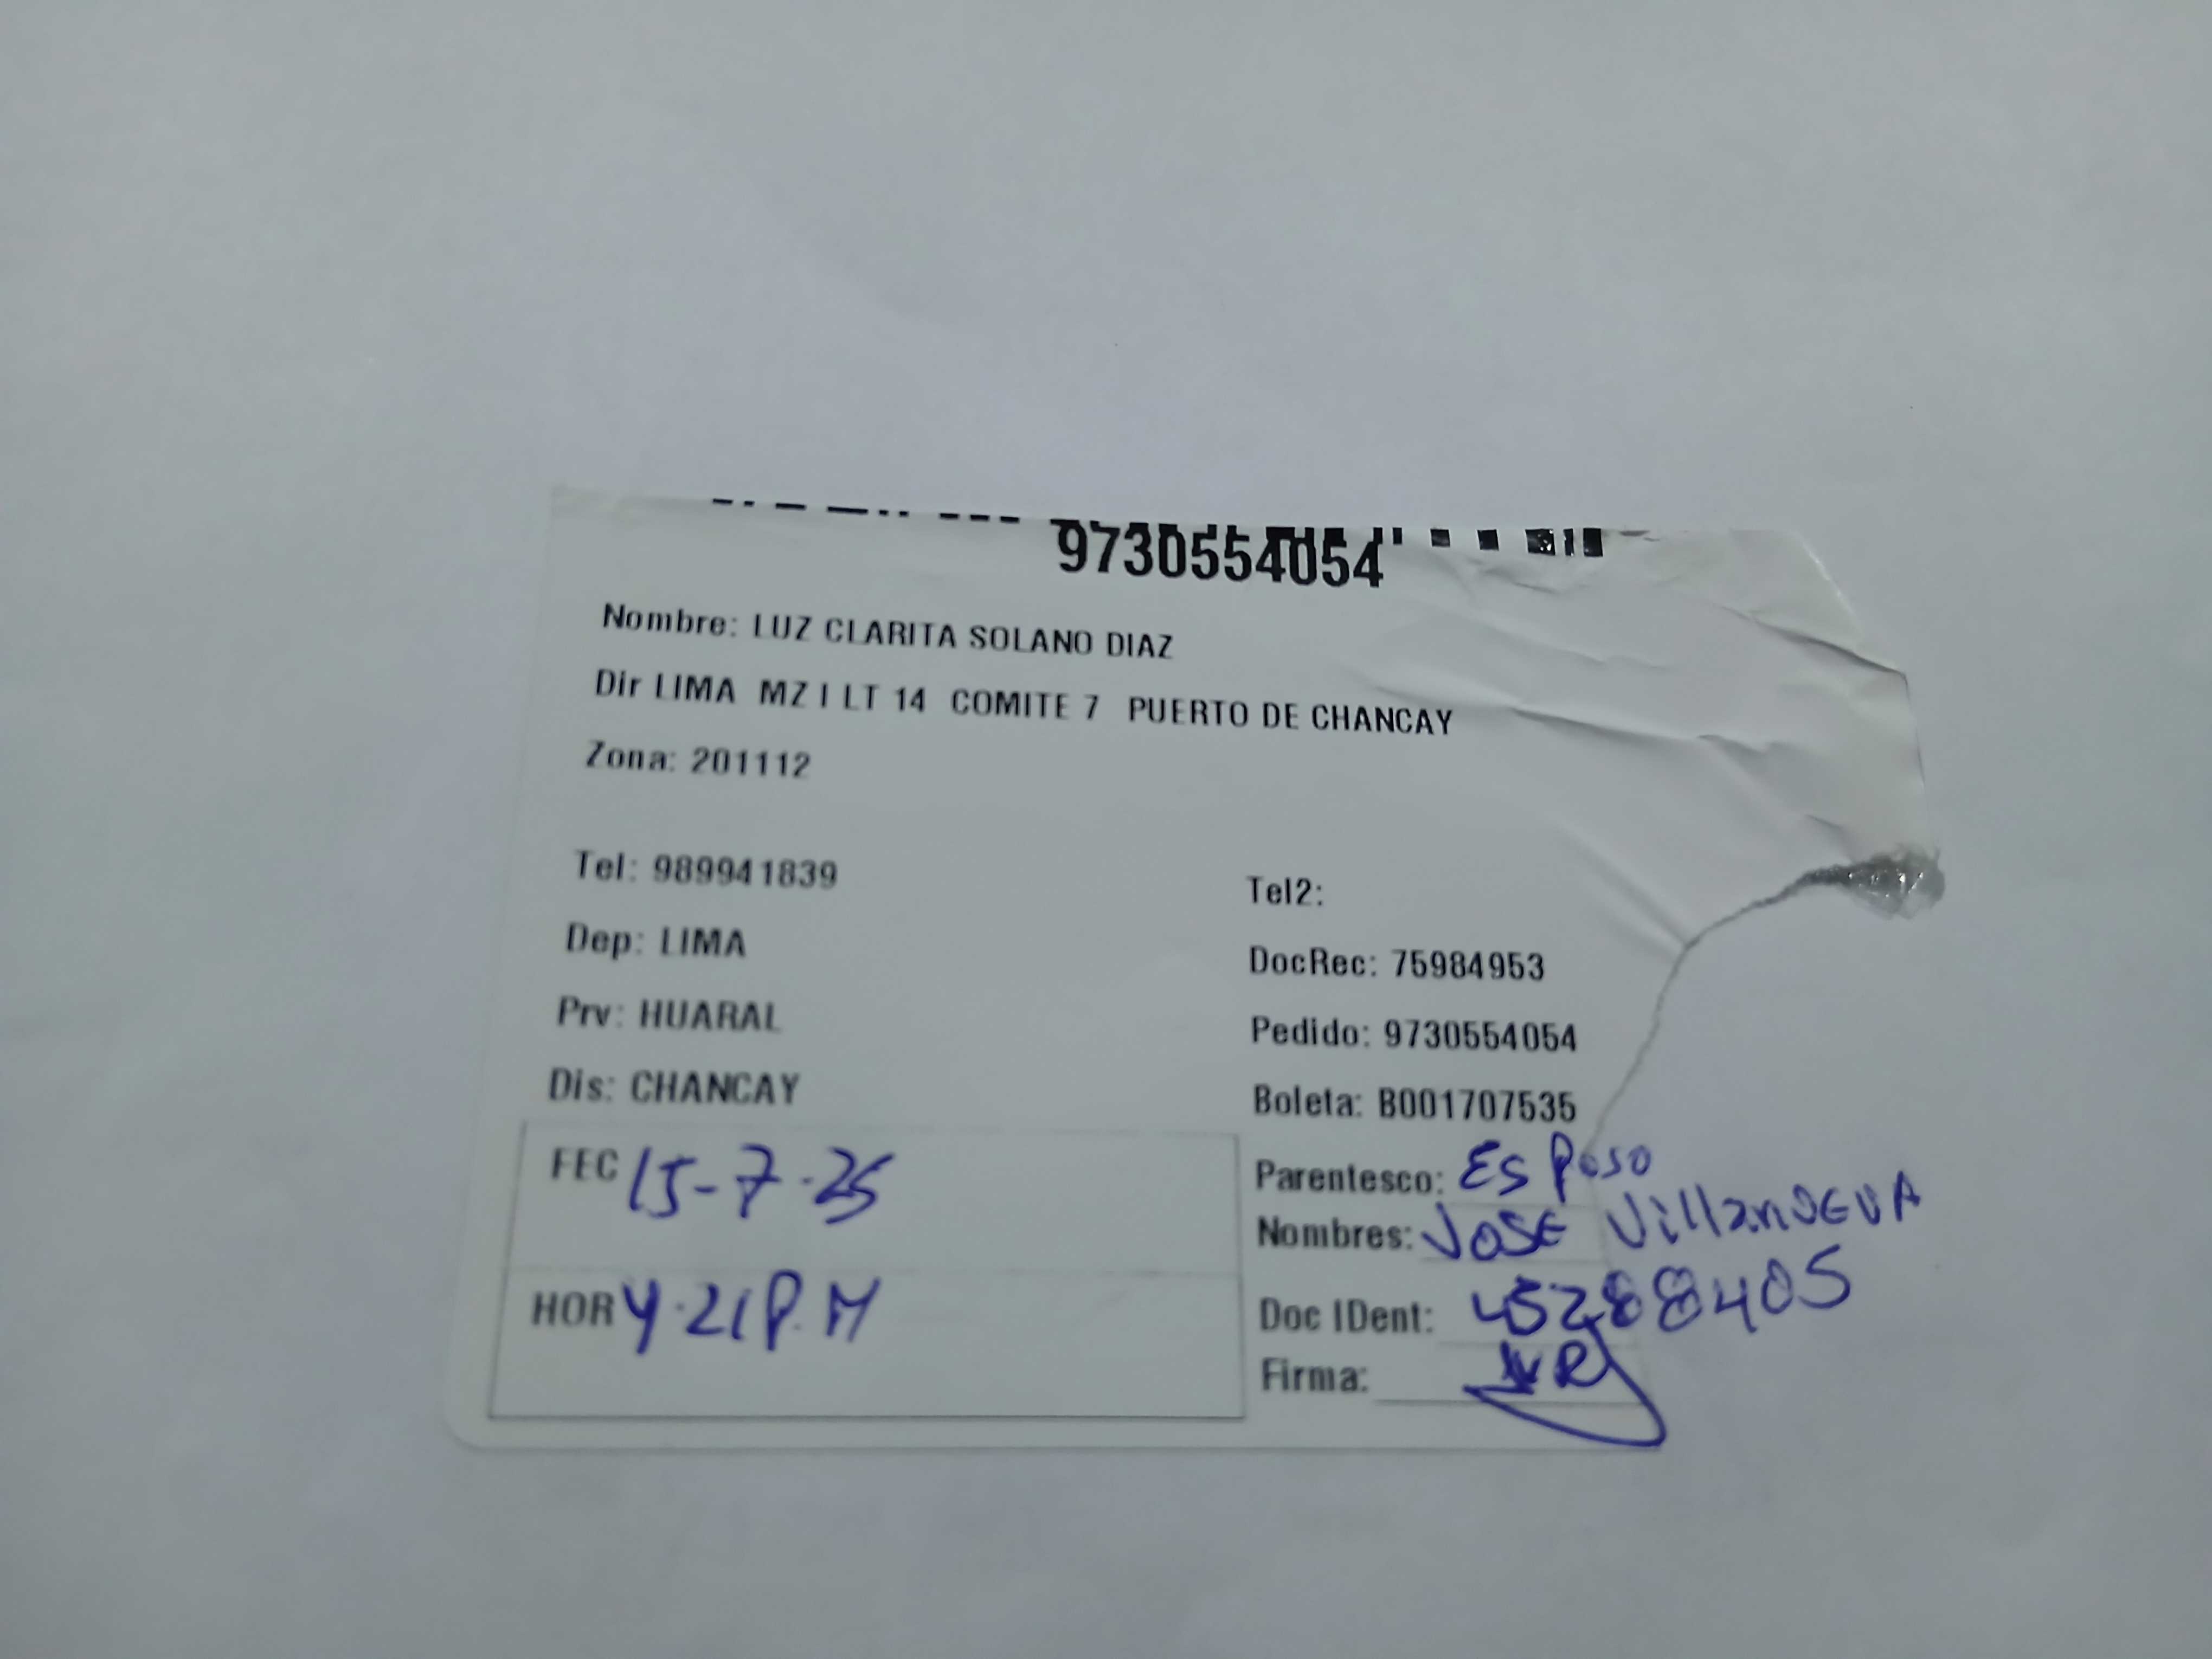 9730554054
Nombre: LUZ CLARITA SOLANO DIAZ
Dir LIMA MZ I LT 14 COMITE 7 PUERTO DE CHANCAY
Zona: 201112
Tel: 989941839
Tel2:
Dep: LIMA
DocRec: 75984953
Prv: HUARAL
Pedido: 9730554054
Dis: CHANCAY
Boleta: B001707535
FEC 15-7-25
Parentesco: Esposo
Nombres: JOSE VillanUEVA
HOR 4.21 P.M
Doc IDent: 45288405
Firma: